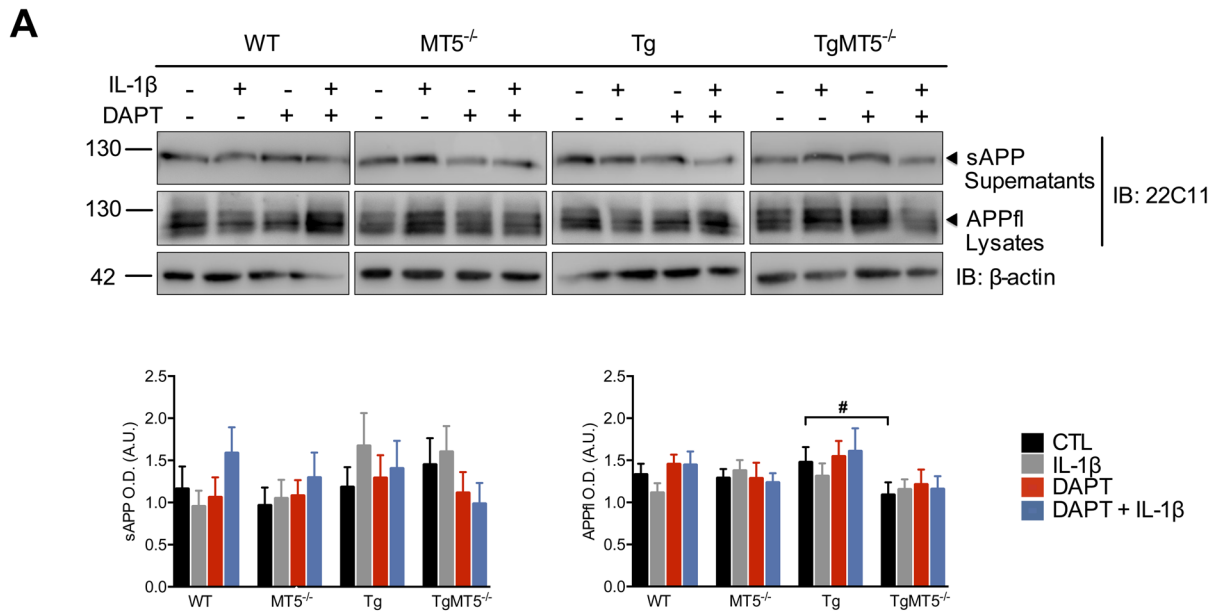 A
WT MT5-/- Tg TgMT5-/-
IL-1β - + - + - + - + - + - + - + - +
DAPT - - + + - - + + - - + + - - + +
130
sAPP
Supernatants
130
APPfl
Lysates
IB: 22C11
42
IB: β-actin
2.5
2.0
1.5
1.0
0.5
0.0
sAPP O.D. (A.U.)
WT MT5-/- Tg TgMT5-/-
2.5
2.0
1.5
1.0
0.5
0.0
APPfl O.D. (A.U.)
#
WT MT5-/- Tg TgMT5-/-
CTL
IL-1β
DAPT
DAPT + IL-1β